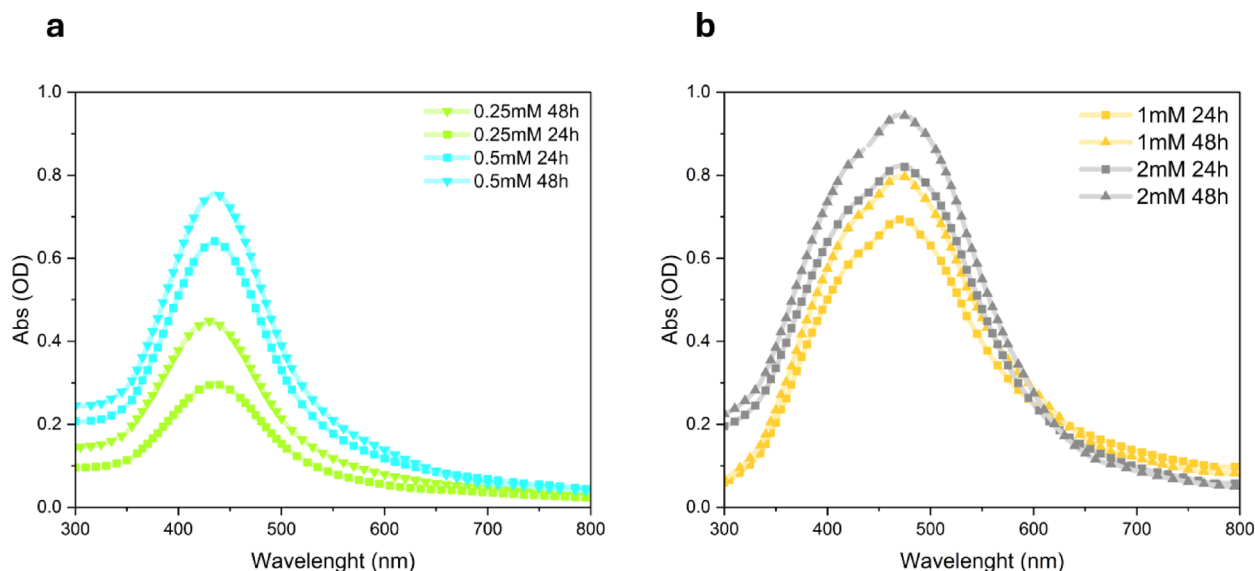 a
1.0
0.8
0.6
0.4
0.2
0.0
Abs (OD)
300 400 500 600 700 800
Wavelenght (nm)
0.25mM 48h
0.25mM 24h
0.5mM 24h
0.5mM 48h
b
1.0
0.8
0.6
0.4
0.2
0.0
Abs (OD)
300 400 500 600 700 800
Wavelenght (nm)
1mM 24h
1mM 48h
2mM 24h
2mM 48h